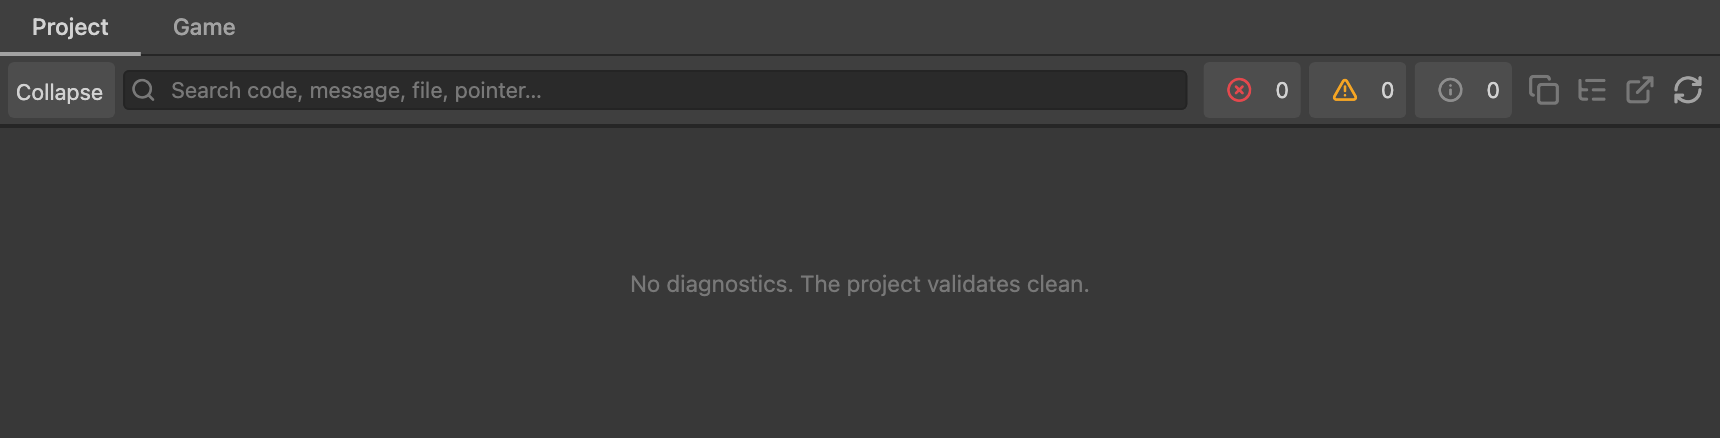 Project Game
Collapse Search code, message, file, pointer... 0 0 0
No diagnostics. The project validates clean.